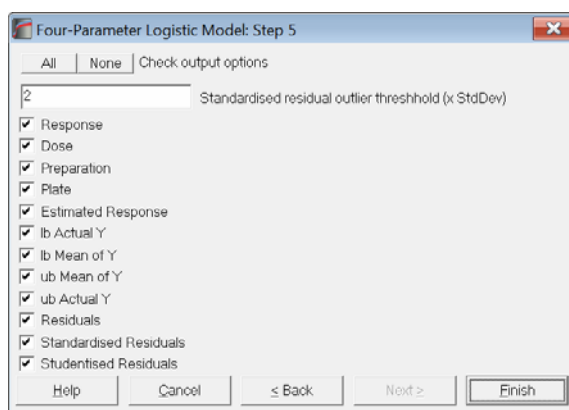 Four-Parameter Logistic Model: Step 5
All None Check output options
2 Standardised residual outlier threshhold (x StdDev)
Response
Dose
Preparation
Plate
Estimated Response
lb Actual Y
lb Mean of Y
ub Mean of Y
ub Actual Y
Residuals
Standardised Residuals
Studentised Residuals
Help Cancel < Back Next > Finish